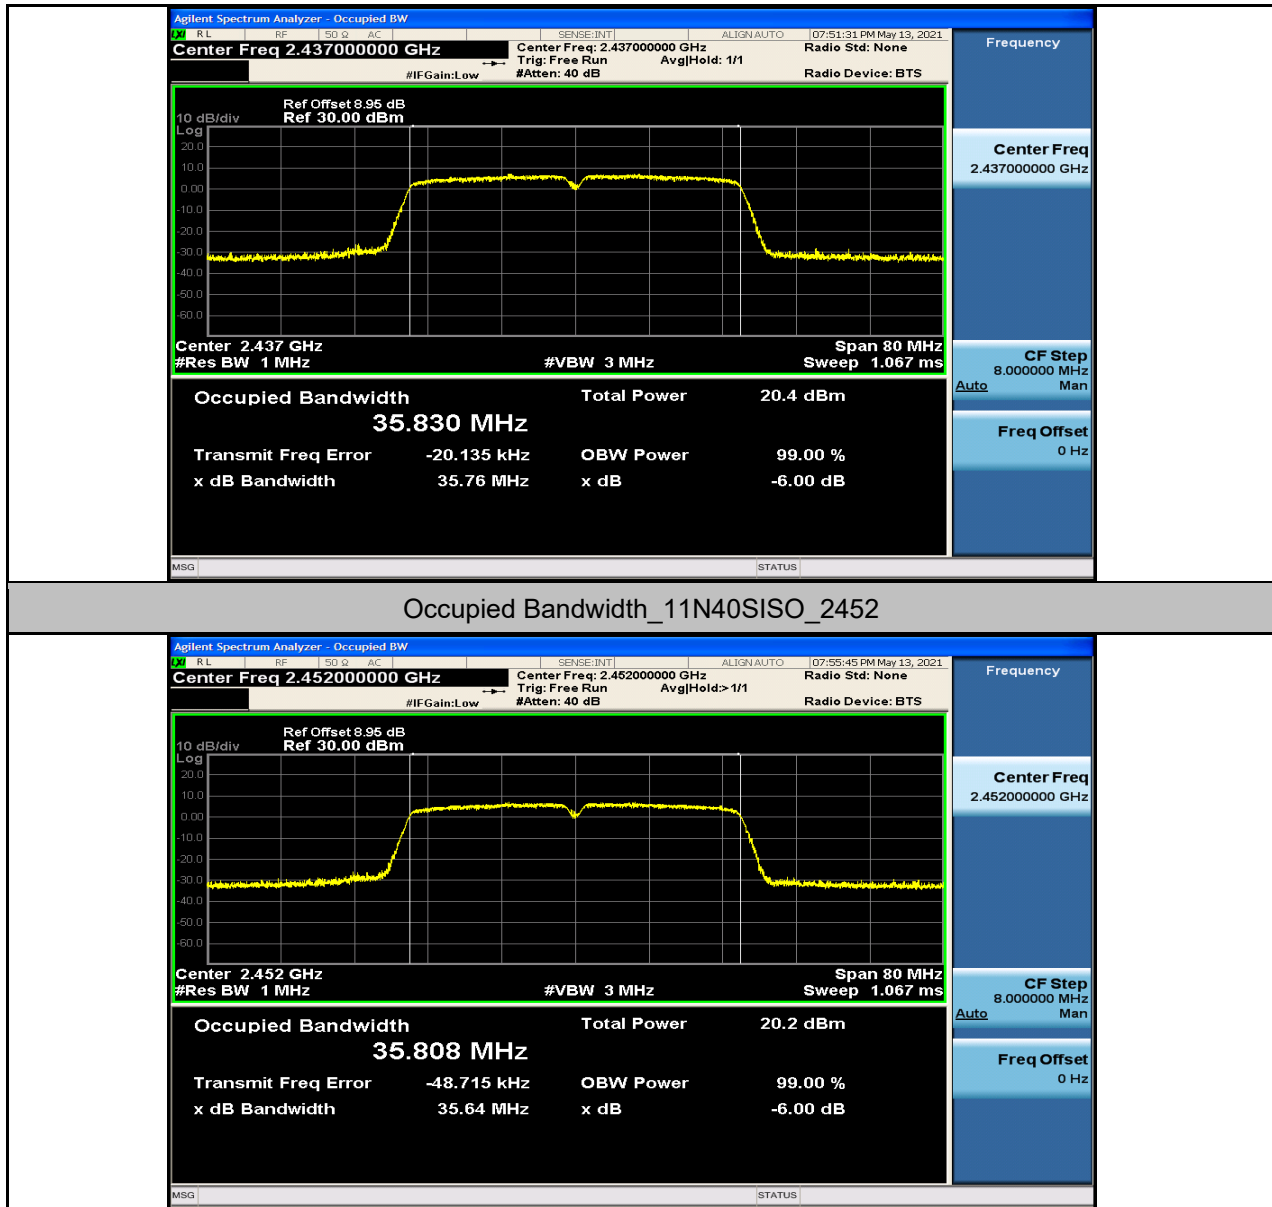 Agilent Spectrum Analyzer - Occupied BW
LXI RL RF 50 Ω AC SENSE:INT ALIGN AUTO 07:51:31 PM May 13, 2021
Center Freq 2.437000000 GHz Center Freq: 2.437000000 GHz Radio Std: None
Trig: Free Run Avg|Hold: 1/1
#IFGain:Low #Atten: 40 dB Radio Device: BTS
Frequency
Ref Offset 8.95 dB
10 dB/div Ref 30.00 dBm
Log
20.0
10.0
0.00
-10.0
-20.0
-30.0
-40.0
-50.0
-60.0
Center 2.437 GHz Span 80 MHz
#Res BW 1 MHz #VBW 3 MHz Sweep 1.067 ms
Occupied Bandwidth Total Power 20.4 dBm
35.830 MHz
Transmit Freq Error -20.135 kHz OBW Power 99.00 %
x dB Bandwidth 35.76 MHz x dB -6.00 dB
Center Freq
2.437000000 GHz
CF Step
8.000000 MHz
Auto Man
Freq Offset
0 Hz
MSG STATUS
Occupied Bandwidth_11N40SISO_2452
Agilent Spectrum Analyzer - Occupied BW
LXI RL RF 50 Ω AC SENSE:INT ALIGN AUTO 07:55:45 PM May 13, 2021
Center Freq 2.452000000 GHz Center Freq: 2.452000000 GHz Radio Std: None
Trig: Free Run Avg|Hold:>1/1
#IFGain:Low #Atten: 40 dB Radio Device: BTS
Frequency
Ref Offset 8.95 dB
10 dB/div Ref 30.00 dBm
Log
20.0
10.0
0.00
-10.0
-20.0
-30.0
-40.0
-50.0
-60.0
Center 2.452 GHz Span 80 MHz
#Res BW 1 MHz #VBW 3 MHz Sweep 1.067 ms
Occupied Bandwidth Total Power 20.2 dBm
35.808 MHz
Transmit Freq Error -48.715 kHz OBW Power 99.00 %
x dB Bandwidth 35.64 MHz x dB -6.00 dB
Center Freq
2.452000000 GHz
CF Step
8.000000 MHz
Auto Man
Freq Offset
0 Hz
MSG STATUS